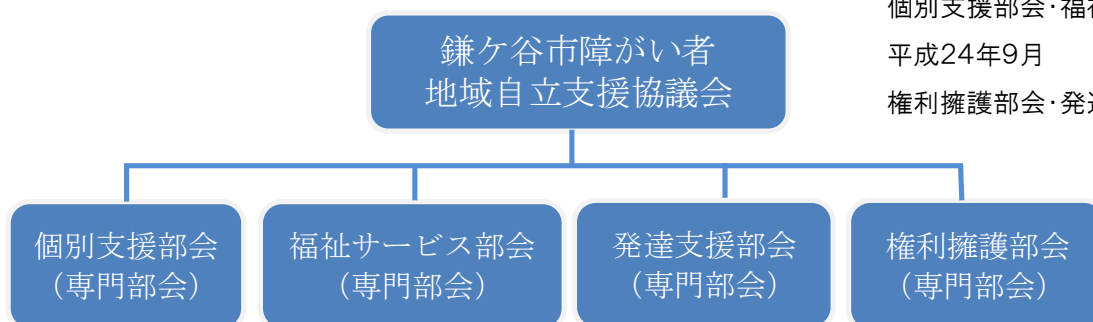 鎌ケ谷市障がい者
地域自立支援協議会
個別支援部会・福
平成24年9月
権利擁護部会・発
個別支援部会
（専門部会）
福祉サービス部会
（専門部会）
発達支援部会
（専門部会）
権利擁護部会
（専門部会）